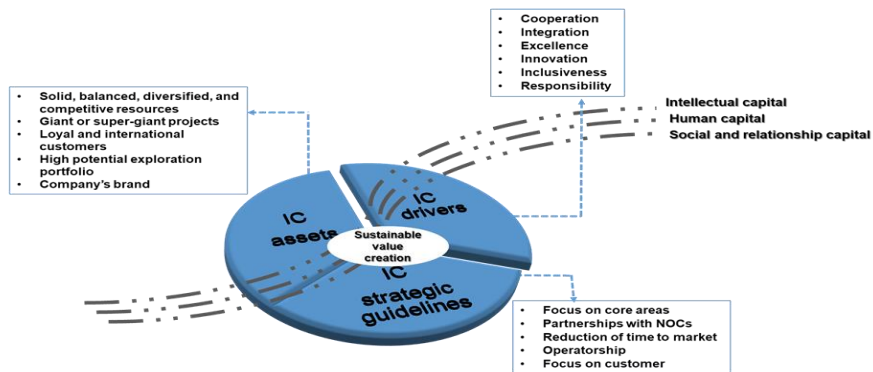 • Cooperation
• Integration
• Excellence
• Innovation
• Inclusiveness
• Responsibility
• Solid, balanced, diversified, and
competitive resources
• Giant or super-giant projects
• Loyal and international
customers
• High potential exploration
portfolio
• Company’s brand
Intellectual capital
Human capital
Social and relationship capital
IC
assets
IC
drivers
Sustainable
value
creation
IC
strategic
guidelines
• Focus on core areas
• Partnerships with NOCs
• Reduction of time to market
• Operatorship
• Focus on customer